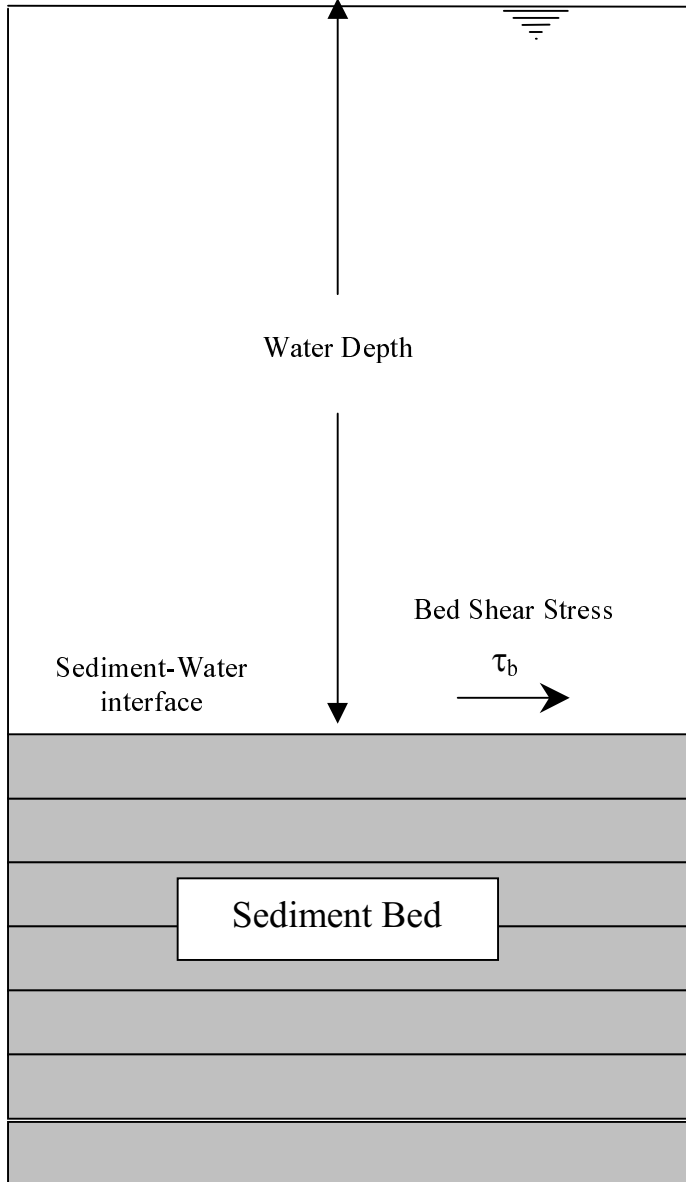 Water Depth
Bed Shear Stress
τb
Sediment-Water
interface
Sediment Bed